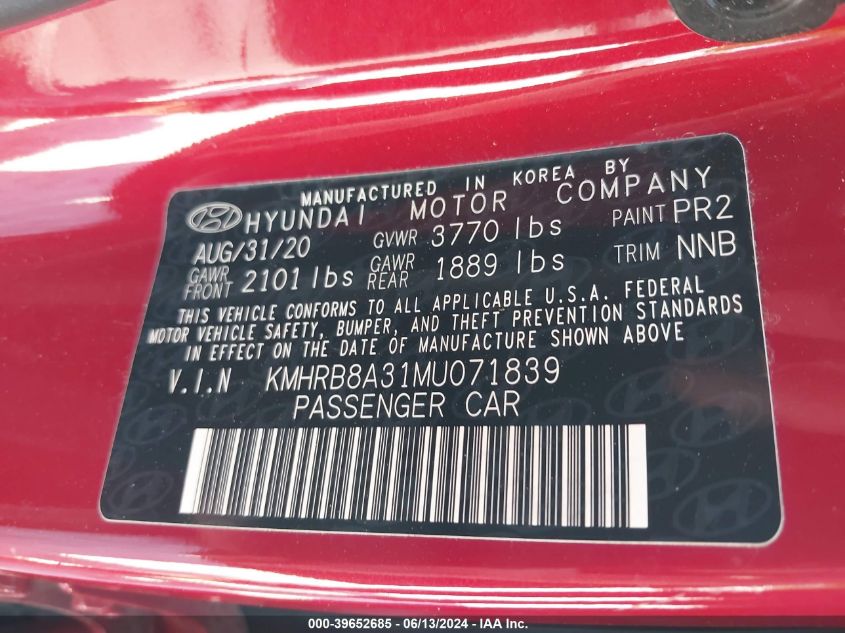 MANUFACTURED IN KOREA BY
HYUNDAI MOTOR COMPANY
AUG/31/20 GVWR 3770 lbs PAINT PR2
GAWR FRONT 2101 lbs GAWR REAR 1889 lbs TRIM NNB
THIS VEHICLE CONFORMS TO ALL APPLICABLE U.S.A. FEDERAL
MOTOR VEHICLE SAFETY, BUMPER, AND THEFT PREVENTION STANDARDS
IN EFFECT ON THE DATE OF MANUFACTURE SHOWN ABOVE
V.I.N KMHRB8A31MU071839
PASSENGER CAR
000-39652685 - 06/13/2024 - IAA Inc.